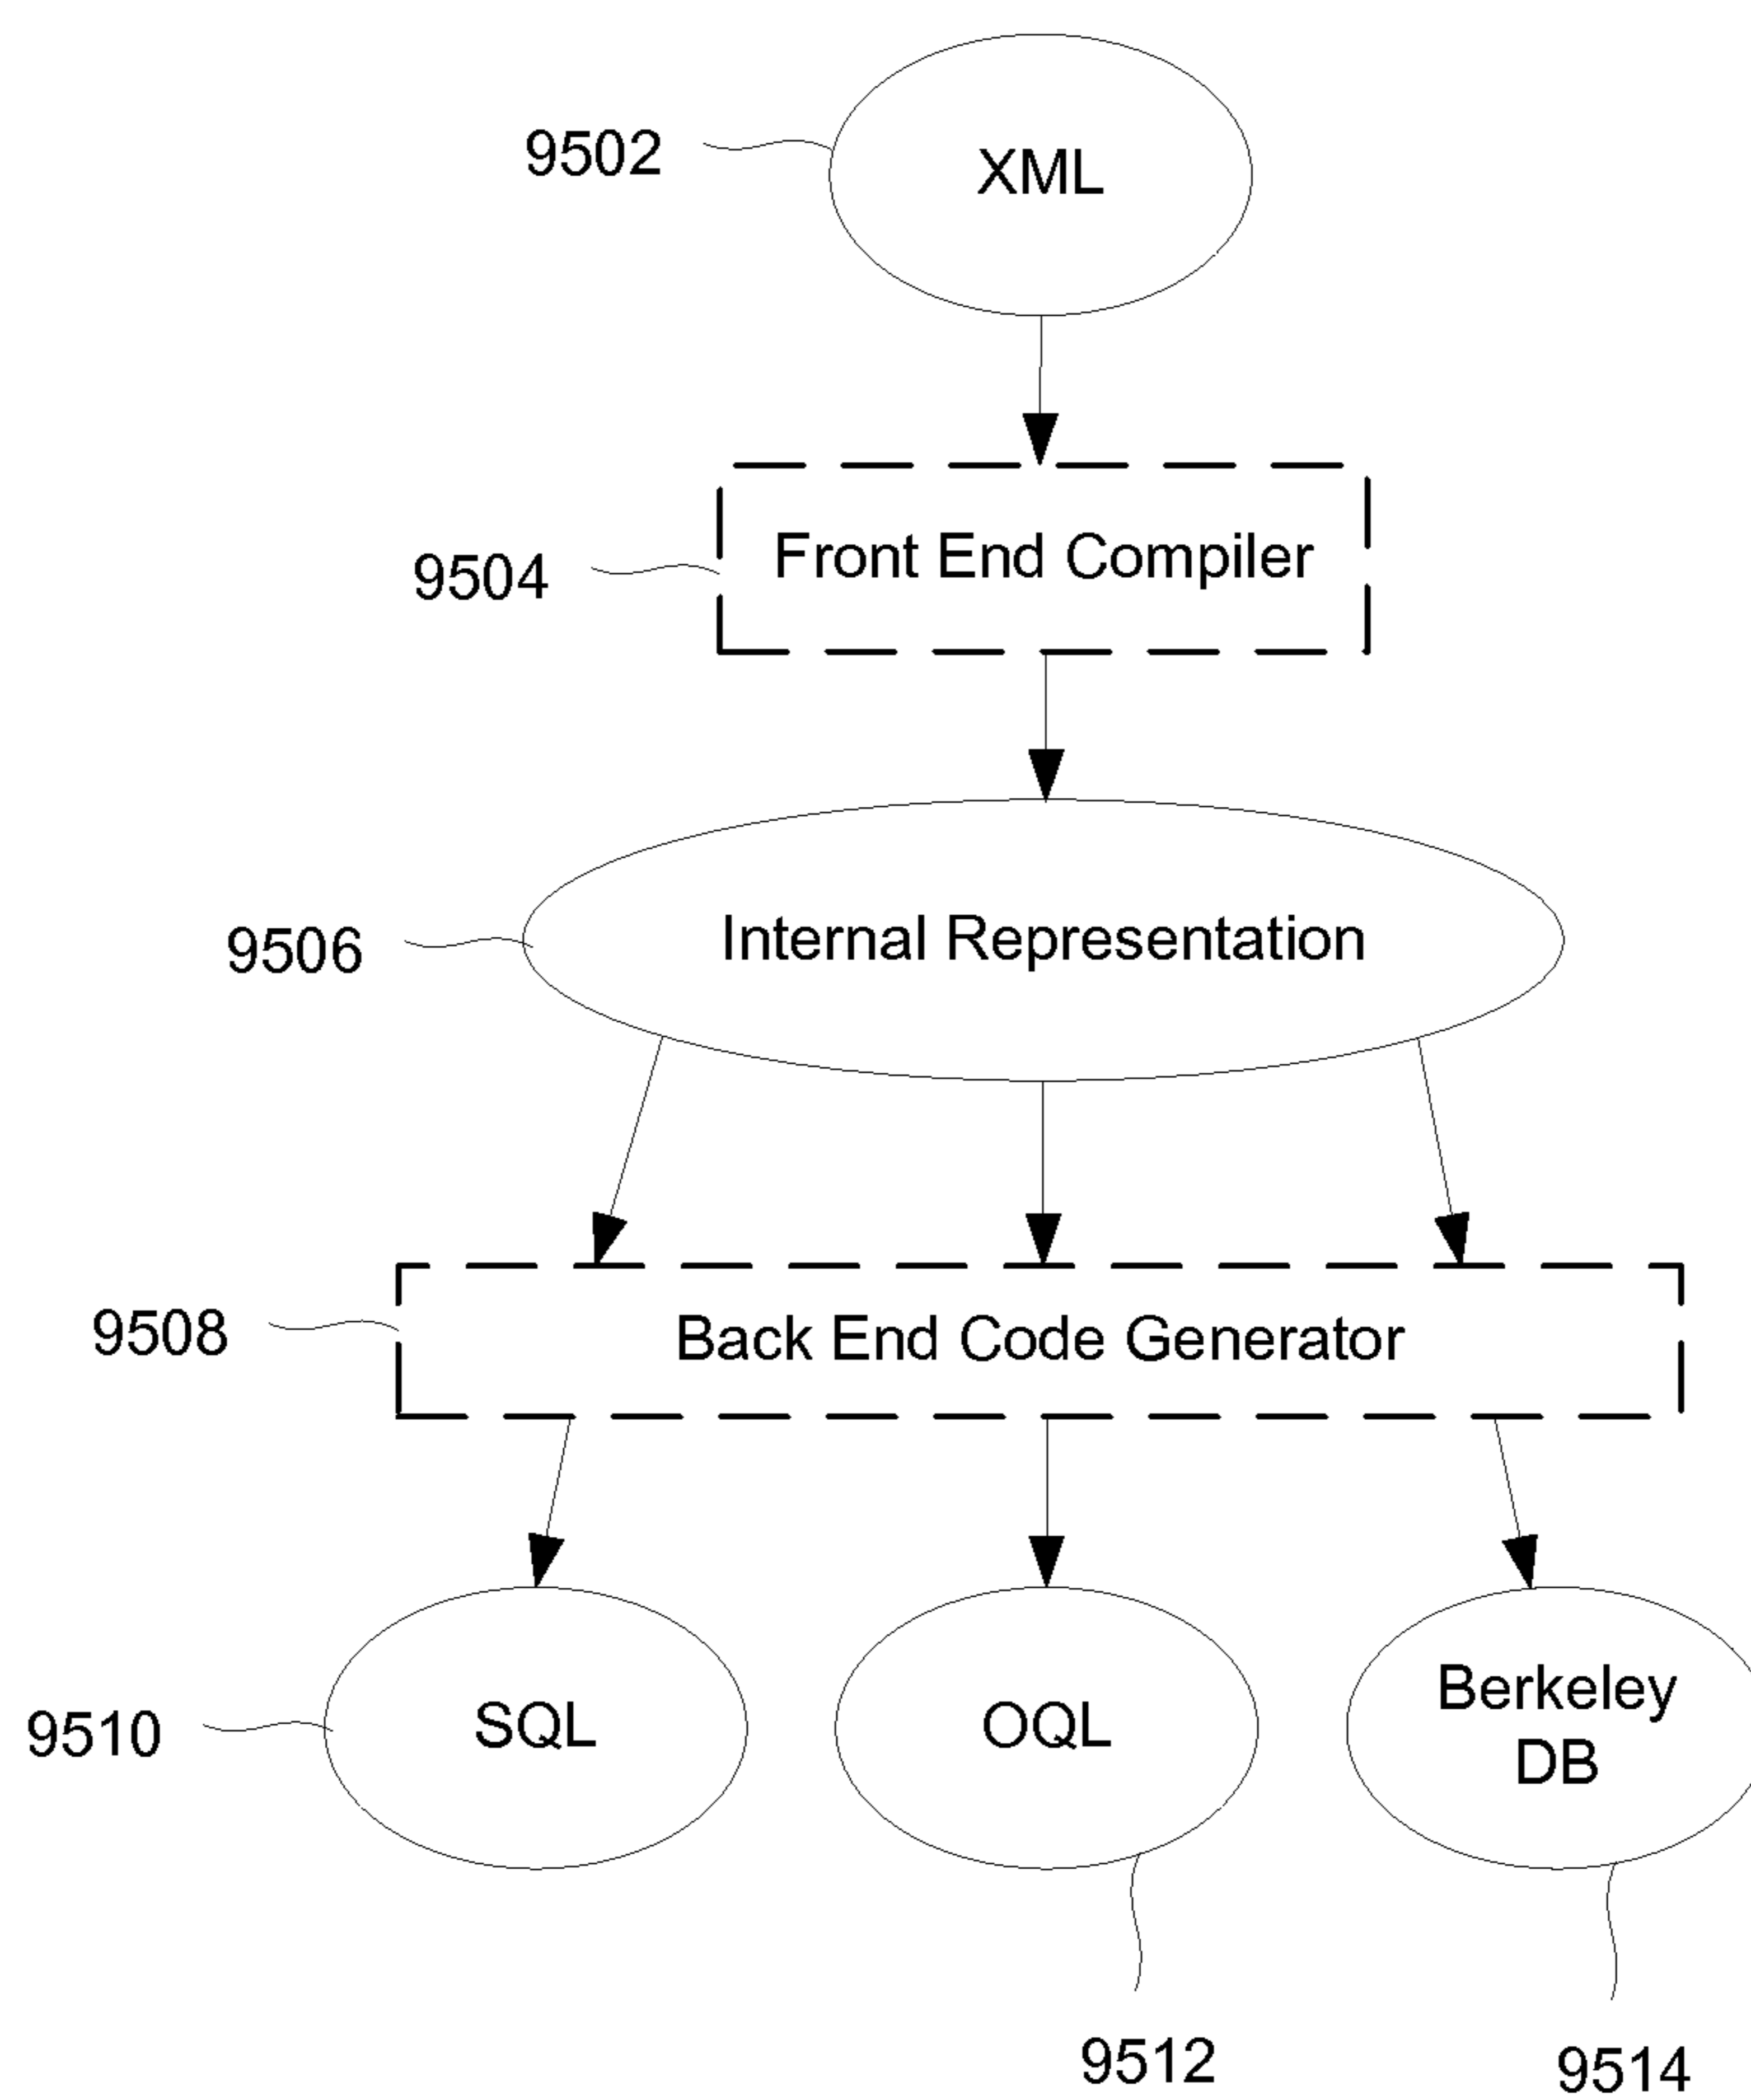 9502
XML
9504
Front End Compiler
9506
Internal Representation
9508
Back End Code Generator
9510
SQL
OQL
Berkeley
DB
9512
9514